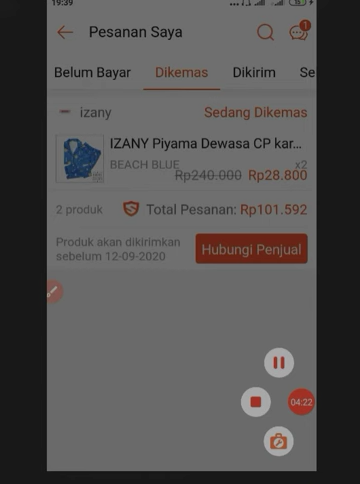 19:39
Pesanan Saya
1
Belum Bayar Dikemas Dikirim Se
izany Sedang Dikemas
IZANY Piyama Dewasa CP kar...
BEACH BLUE x2
Rp240.000 Rp28.800
2 produk Total Pesanan: Rp101.592
Produk akan dikirimkan
sebelum 12-09-2020
Hubungi Penjual
04:22